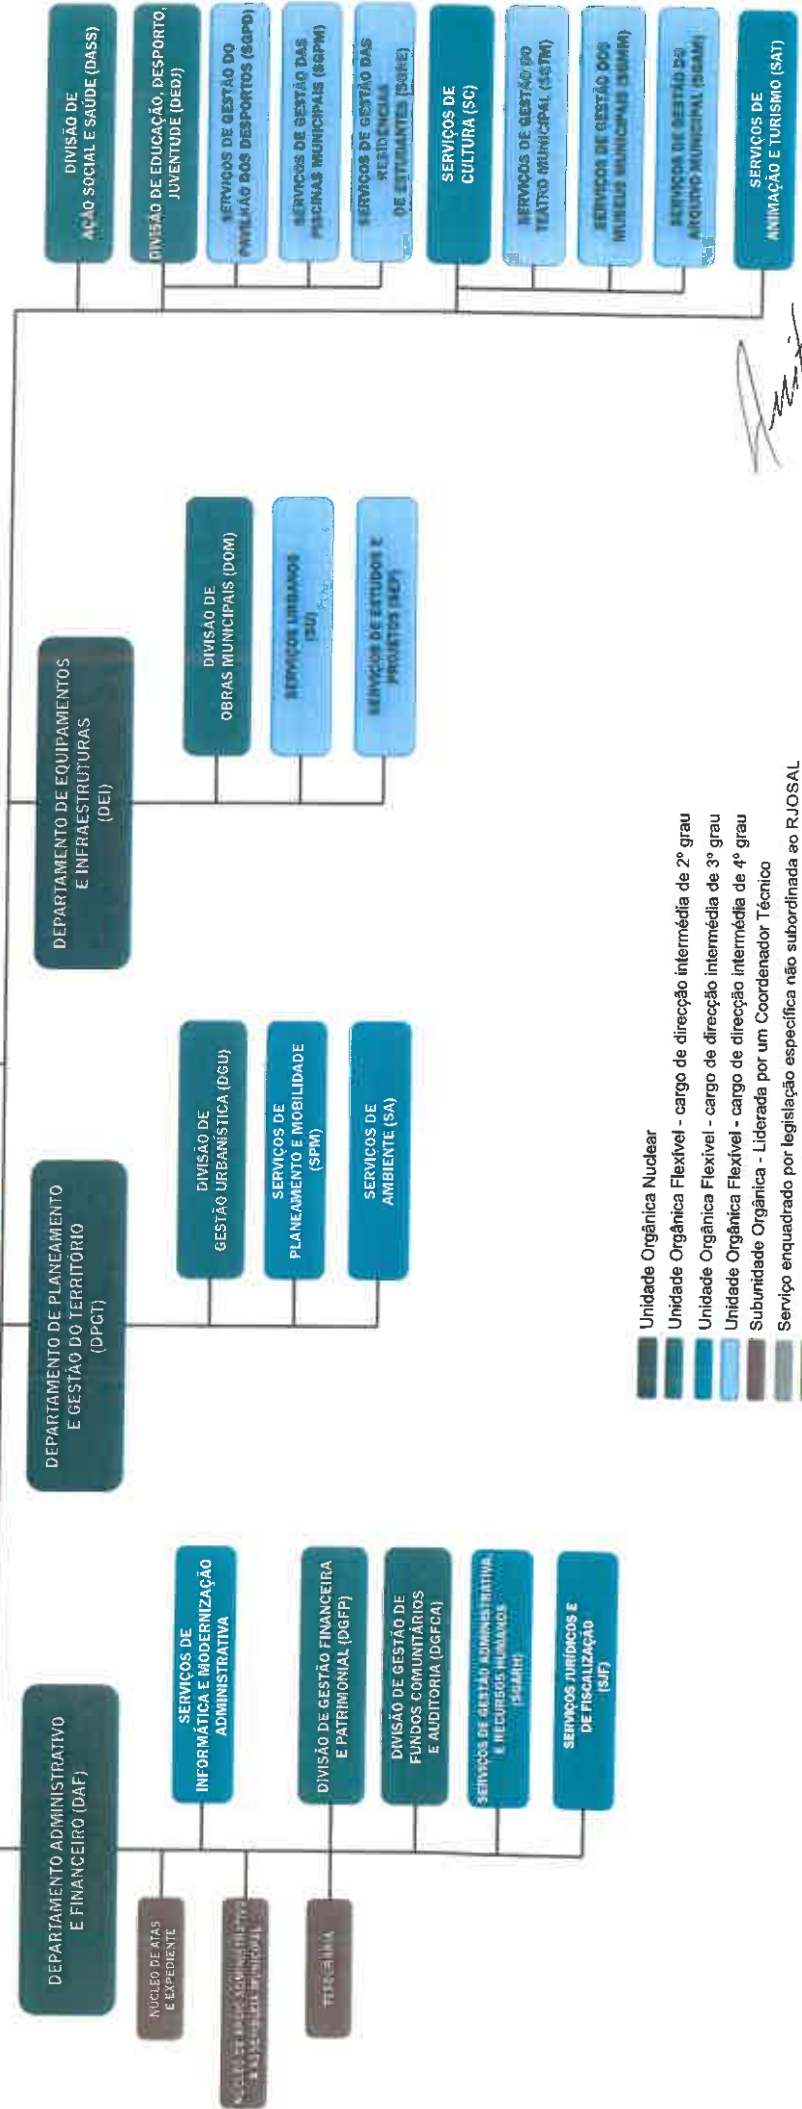 DEPARTAMENTO ADMINISTRATIVO
E FINANCEIRO (DAF)
NÚCLEO DE ATAS
E EXPEDIENTE
NÚCLEO DE APOIO ADMINISTRATIVO
À ASSEMBLEIA MUNICIPAL
TESOURARIA
SERVIÇOS DE
INFORMÁTICA E MODERNIZAÇÃO
ADMINISTRATIVA
DIVISÃO DE GESTÃO FINANCEIRA
E PATRIMONIAL (DGFP)
DIVISÃO DE GESTÃO DE
FUNDOS COMUNITÁRIOS
E AUDITORIA (DGFCA)
SERVIÇOS DE GESTÃO ADMINISTRATIVA
E RECURSOS HUMANOS
(SGARH)
SERVIÇOS JURÍDICOS E
DE FISCALIZAÇÃO
(SJF)
DEPARTAMENTO DE PLANEAMENTO
E GESTÃO DO TERRITÓRIO
(DPGT)
DIVISÃO DE
GESTÃO URBANÍSTICA (DGU)
SERVIÇOS DE
PLANEAMENTO E MOBILIDADE
(SPM)
SERVIÇOS DE
AMBIENTE (SA)
DEPARTAMENTO DE EQUIPAMENTOS
E INFRAESTRUTURAS
(DEI)
DIVISÃO DE
OBRAS MUNICIPAIS (DOM)
SERVIÇOS URBANOS
(SU)
SERVIÇOS DE ESTUDOS E
PROJETOS (SEP)
DIVISÃO DE
AÇÃO SOCIAL E SAÚDE (DASS)
DIVISÃO DE EDUCAÇÃO, DESPORTO,
JUVENTUDE (DEDJ)
SERVIÇOS DE GESTÃO DO
PAVILHÃO DOS DESPORTOS (SGPD)
SERVIÇOS DE GESTÃO DAS
PISCINAS MUNICIPAIS (SGPM)
SERVIÇOS DE GESTÃO DAS
RESIDÊNCIAS
DE ESTUDANTES (SGRE)
SERVIÇOS DE
CULTURA (SC)
SERVIÇOS DE GESTÃO DO
TEATRO MUNICIPAL (SGTM)
SERVIÇOS DE GESTÃO DOS
MUSEUS MUNICIPAIS (SGMM)
SERVIÇOS DE GESTÃO DO
ARQUIVO MUNICIPAL (SGAM)
SERVIÇOS DE
ANIMAÇÃO E TURISMO (SAT)
Unidade Orgânica Nuclear
Unidade Orgânica Flexível - cargo de direcção intermédia de 2º grau
Unidade Orgânica Flexível - cargo de direcção intermédia de 3º grau
Unidade Orgânica Flexível - cargo de direcção intermédia de 4º grau
Subunidade Orgânica - Liderada por um Coordenador Técnico
Serviço enquadrado por legislação específica não subordinada ao RJOSAL